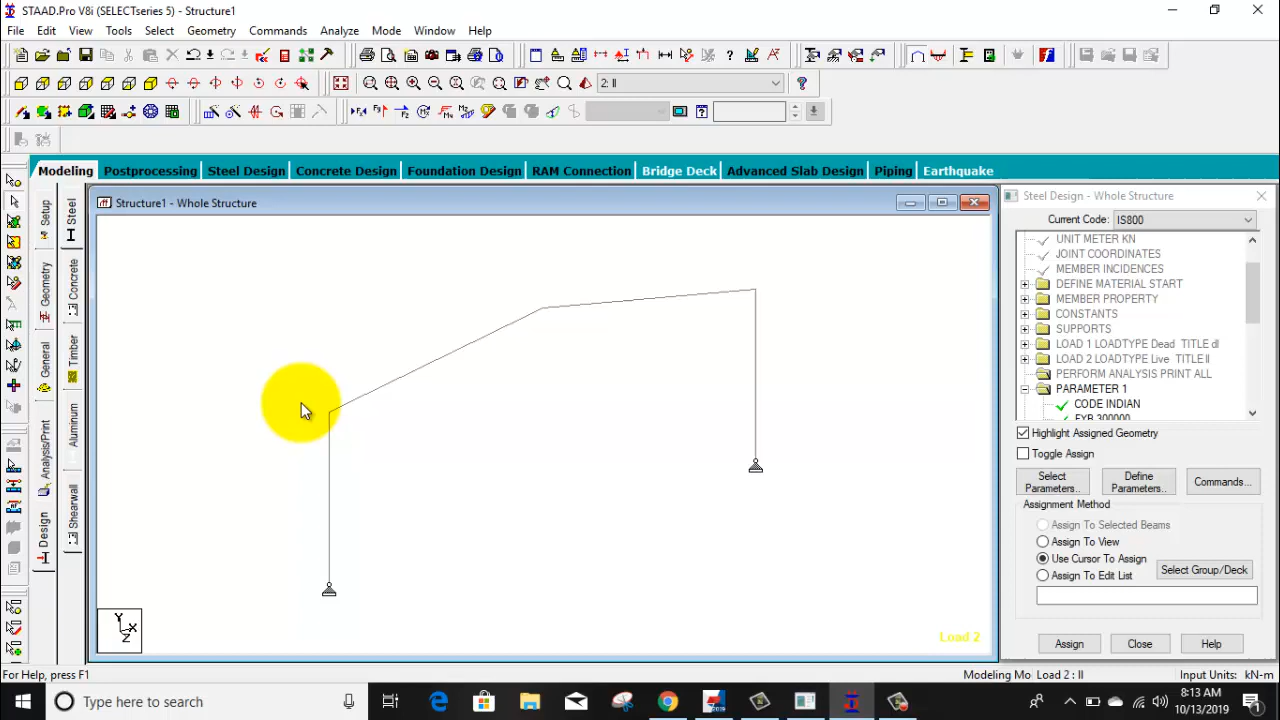 STAAD.Pro V8i (SELECTseries 5) - Structure1
File Edit View Tools Select Geometry Commands Analyze Mode Window Help
2: ll
Modeling Postprocessing Steel Design Concrete Design Foundation Design RAM Connection Bridge Deck Advanced Slab Design Piping Earthquake
Setup
Geometry
General
Analysis/Print
Design
Steel
Concrete
Timber
Aluminum
Shearwall
Structure1 - Whole Structure
Load 2
Y
X
Z
Steel Design - Whole Structure
Current Code: IS800
UNIT METER KN
JOINT COORDINATES
MEMBER INCIDENCES
DEFINE MATERIAL START
MEMBER PROPERTY
CONSTANTS
SUPPORTS
LOAD 1 LOADTYPE Dead TITLE dl
LOAD 2 LOADTYPE Live TITLE ll
PERFORM ANALYSIS PRINT ALL
PARAMETER 1
CODE INDIAN
FYB 300000
Highlight Assigned Geometry
Toggle Assign
Select Parameters..
Define Parameters..
Commands...
Assignment Method
Assign To Selected Beams
Assign To View
Use Cursor To Assign
Select Group/Deck
Assign To Edit List
Assign Close Help
For Help, press F1
Modeling Mo Load 2 : ll Input Units: kN-m
Type here to search
8:13 AM
10/13/2019